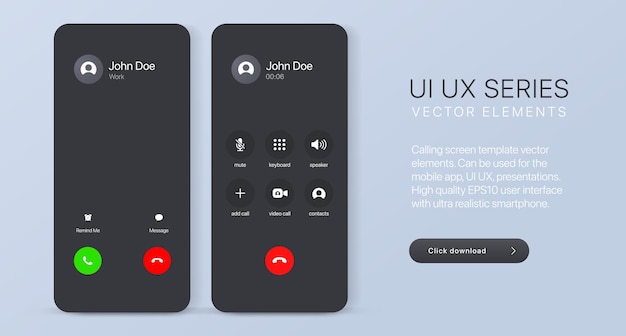 John Doe
Work
Remind Me
Message
John Doe
00:06
mute
keyboard
speaker
add call
video call
contacts
UI UX SERIES
VECTOR ELEMENTS
Calling screen template vector
elements. Can be used for the
mobile app, UI UX, presentations.
High quality EPS10 user interface
with ultra realistic smartphone.
Click download